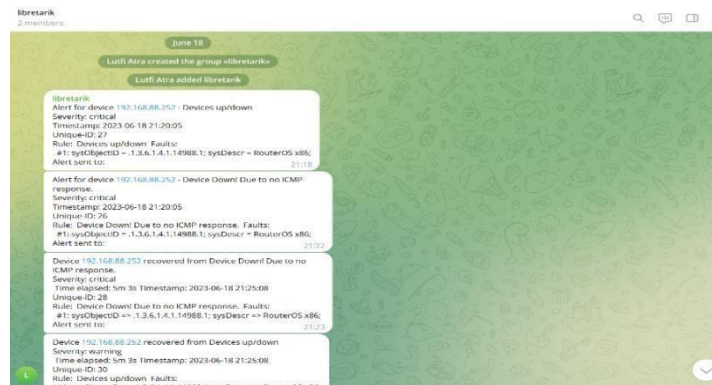 libretarik
2 members
June 18
Lutfi Atra created the group «libretarik»
Lutfi Atra added libretarik
libretarik
Alert for device 192.168.88.252 - Devices up/down
Severity: critical
Timestamp: 2023-06-18 21:20:05
Unique-ID: 27
Rule: Devices up/down Faults:
#1: sysObjectID = .1.3.6.1.4.1.14988.1; sysDescr = RouterOS x86;
Alert sent to:
21:18
Alert for device 192.168.88.252 - Device Down! Due to no ICMP
response.
Severity: critical
Timestamp: 2023-06-18 21:20:05
Unique-ID: 26
Rule: Device Down! Due to no ICMP response. Faults:
#1: sysObjectID = .1.3.6.1.4.1.14988.1; sysDescr = RouterOS x86;
Alert sent to:
21:22
Device 192.168.88.252 recovered from Device Down! Due to no
ICMP response.
Severity: critical
Time elapsed: 5m 3s Timestamp: 2023-06-18 21:25:08
Unique-ID: 28
Rule: Device Down! Due to no ICMP response. Faults:
#1: sysObjectID => .1.3.6.1.4.1.14988.1; sysDescr => RouterOS x86;
Alert sent to:
21:23
Device 192.168.88.252 recovered from Devices up/down
Severity: warning
Time elapsed: 5m 3s Timestamp: 2023-06-18 21:25:08
Unique-ID: 30
Rule: Devices up/down Faults:
L